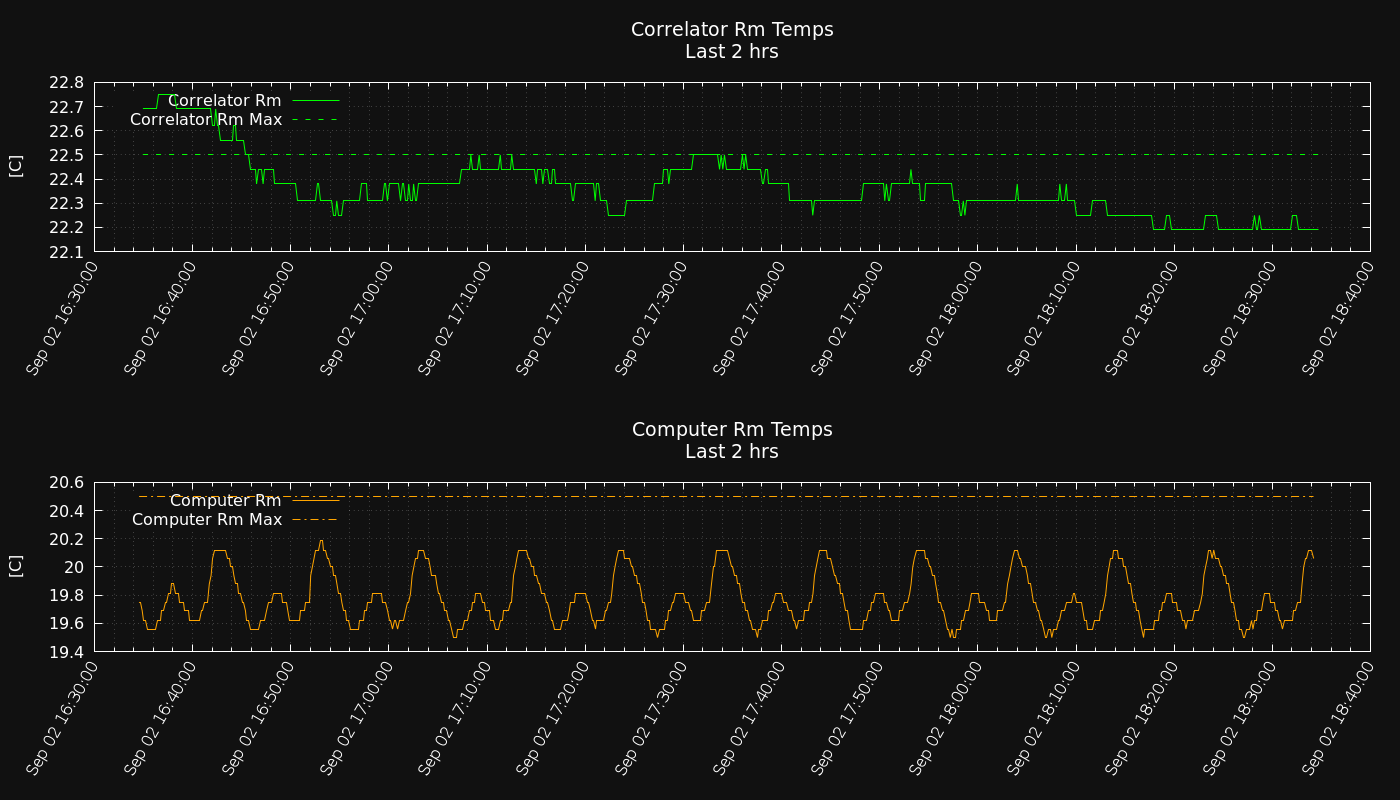 Correlator Rm Temps
Last 2 hrs
22.8
22.7
22.6
22.5
22.4
22.3
22.2
22.1
[C]
Correlator Rm
Correlator Rm Max
Sep 02 16:30:00
Sep 02 16:40:00
Sep 02 16:50:00
Sep 02 17:00:00
Sep 02 17:10:00
Sep 02 17:20:00
Sep 02 17:30:00
Sep 02 17:40:00
Sep 02 17:50:00
Sep 02 18:00:00
Sep 02 18:10:00
Sep 02 18:20:00
Sep 02 18:30:00
Sep 02 18:40:00
Computer Rm Temps
Last 2 hrs
20.6
20.4
20.2
20
19.8
19.6
19.4
[C]
Computer Rm
Computer Rm Max
Sep 02 16:30:00
Sep 02 16:40:00
Sep 02 16:50:00
Sep 02 17:00:00
Sep 02 17:10:00
Sep 02 17:20:00
Sep 02 17:30:00
Sep 02 17:40:00
Sep 02 17:50:00
Sep 02 18:00:00
Sep 02 18:10:00
Sep 02 18:20:00
Sep 02 18:30:00
Sep 02 18:40:00